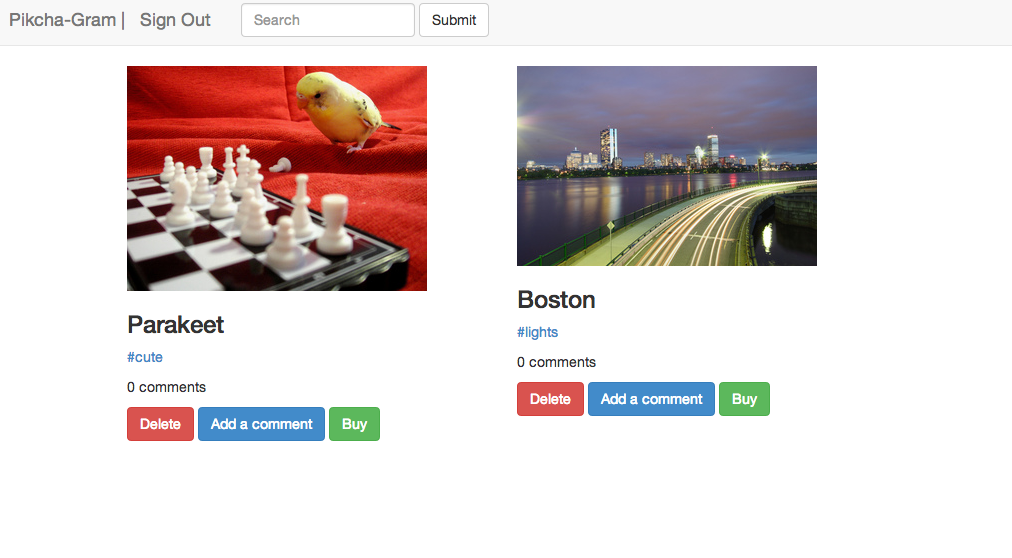 Pikcha-Gram | Sign Out Search Submit
Parakeet
#cute
0 comments
Delete Add a comment Buy
Boston
#lights
0 comments
Delete Add a comment Buy